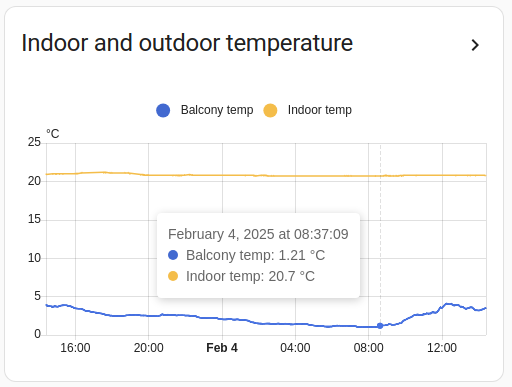 Indoor and outdoor temperature
Balcony temp Indoor temp
°C
25
20
15
10
5
0
February 4, 2025 at 08:37:09
Balcony temp: 1.21 °C
Indoor temp: 20.7 °C
16:00 20:00 Feb 4 04:00 08:00 12:00